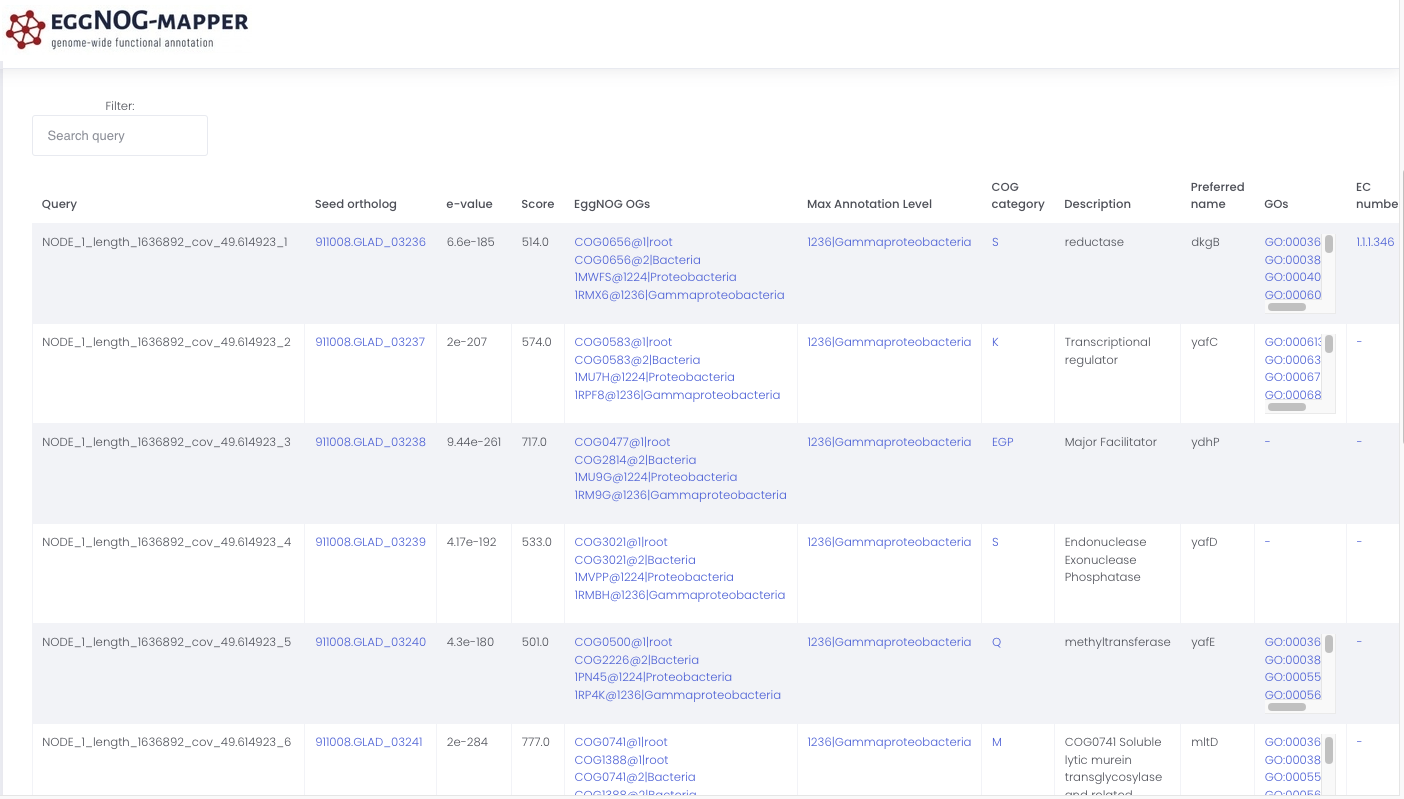 EGGNOG-MAPPER
genome-wide functional annotation
Filter:
Search query
Query Seed ortholog e-value Score EggNOG OGs Max Annotation Level COG category Description Preferred name GOs EC numbe
NODE_1_length_1636892_cov_49.614923_1 911008.GLAD_03236 6.6e-185 514.0 COG0656@1|root 1236|Gammaproteobacteria S reductase dkgB GO:00036 1.1.1.346
COG0656@2|Bacteria GO:00038
1MWFS@1224|Proteobacteria GO:00040
1RMX6@1236|Gammaproteobacteria GO:00060
NODE_1_length_1636892_cov_49.614923_2 911008.GLAD_03237 2e-207 574.0 COG0583@1|root 1236|Gammaproteobacteria K Transcriptional yafC GO:000613 -
COG0583@2|Bacteria regulator GO:00063
1MU7H@1224|Proteobacteria GO:00067
1RPF8@1236|Gammaproteobacteria GO:00068
NODE_1_length_1636892_cov_49.614923_3 911008.GLAD_03238 9.44e-261 717.0 COG0477@1|root 1236|Gammaproteobacteria EGP Major Facilitator ydhP - -
COG2814@2|Bacteria
1MU9G@1224|Proteobacteria
1RM9G@1236|Gammaproteobacteria
NODE_1_length_1636892_cov_49.614923_4 911008.GLAD_03239 4.17e-192 533.0 COG3021@1|root 1236|Gammaproteobacteria S Endonuclease yafD - -
COG3021@2|Bacteria Exonuclease
1MVPP@1224|Proteobacteria Phosphatase
1RMBH@1236|Gammaproteobacteria
NODE_1_length_1636892_cov_49.614923_5 911008.GLAD_03240 4.3e-180 501.0 COG0500@1|root 1236|Gammaproteobacteria Q methyltransferase yafE GO:00036 -
COG2226@2|Bacteria GO:00038
1PN45@1224|Proteobacteria GO:00055
1RP4K@1236|Gammaproteobacteria GO:00056
NODE_1_length_1636892_cov_49.614923_6 911008.GLAD_03241 2e-284 777.0 COG0741@1|root 1236|Gammaproteobacteria M COG0741 Soluble mltD GO:00036 -
COG1388@1|root lytic murein GO:00038
COG0741@2|Bacteria transglycosylase GO:00055
COG1388@2|Bacteria and related GO:00056